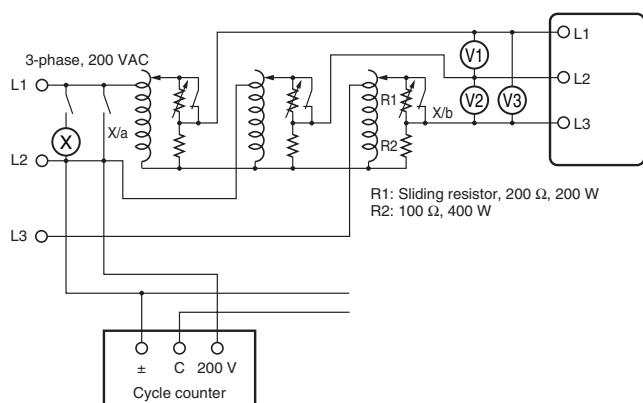 3-phase, 200 VAC
L1
L2
L3
X
X/a
R1
R2
X/b
V1
V2
V3
L1
L2
L3
R1: Sliding resistor, 200 Ω, 200 W
R2: 100 Ω, 400 W
± C 200 V
Cycle counter